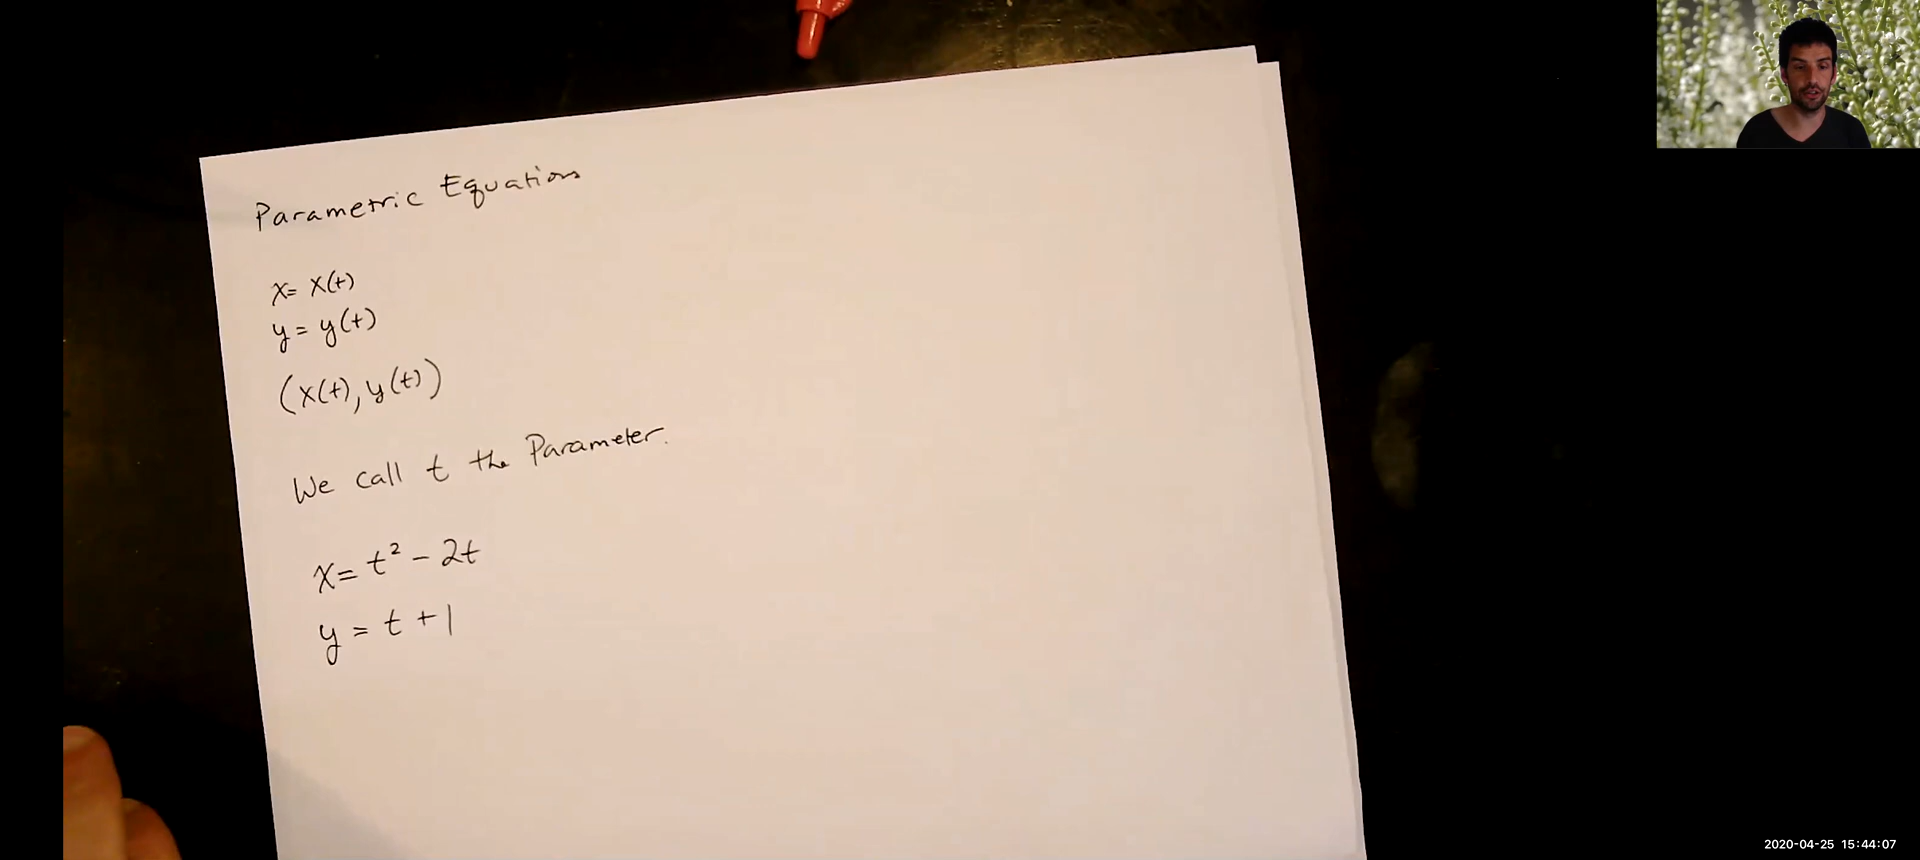 Parametric Equations
x = x(t)
y = y(t)
(x(t), y(t))
We call t the Parameter.
x = t² - 2t
y = t + 1
2020-04-25 15:44:07